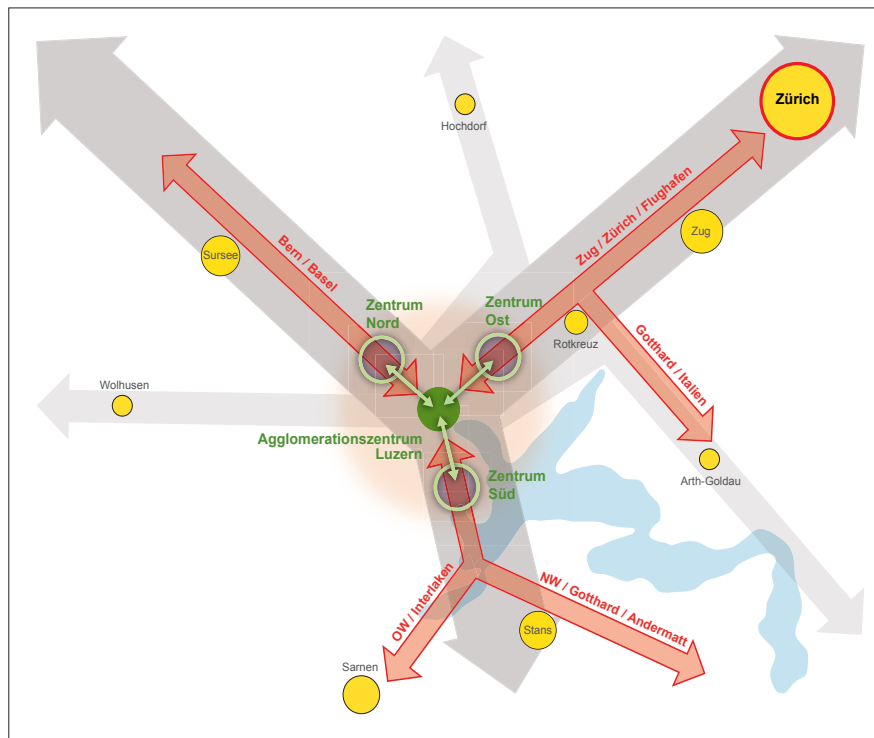 Zürich
Hochdorf
Zug / Zürich / Flughafen
Zug
Sursee
Bern / Basel
Zentrum
Nord
Zentrum
Ost
Rotkreuz
Gotthard / Italien
Wolhusen
Agglomerationszentrum
Luzern
Arth-Goldau
Zentrum
Süd
OW / Interlaken
NW / Gotthard / Andermatt
Stans
Sarnen